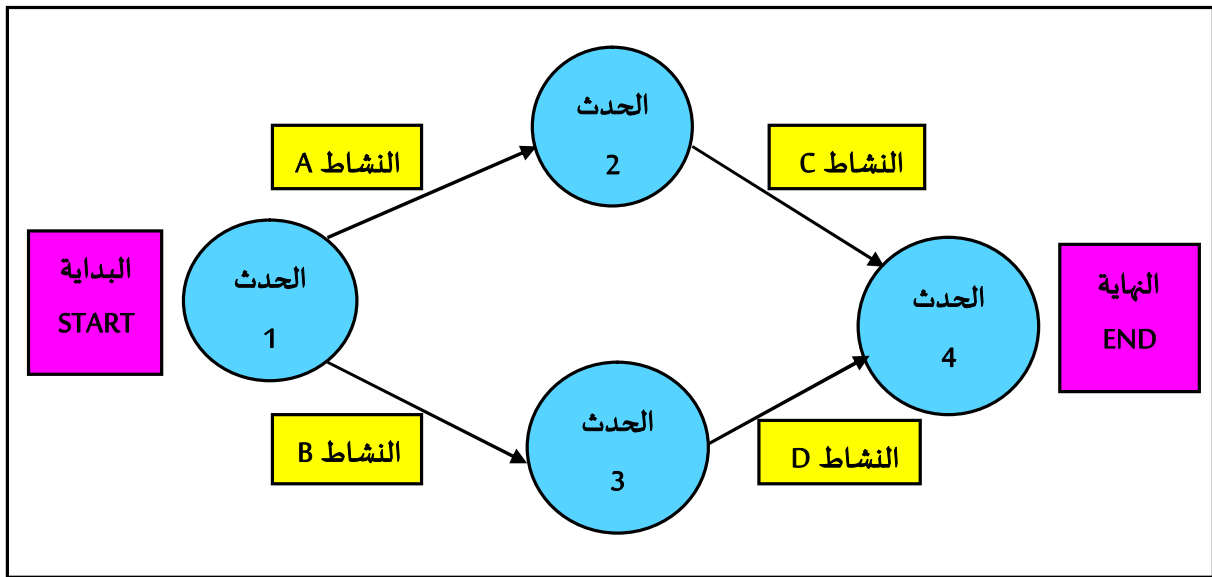 الحدث
2
النشاط A
النشاط C
البداية
START
الحدث
1
الحدث
4
النهاية
END
الحدث
3
النشاط B
النشاط D